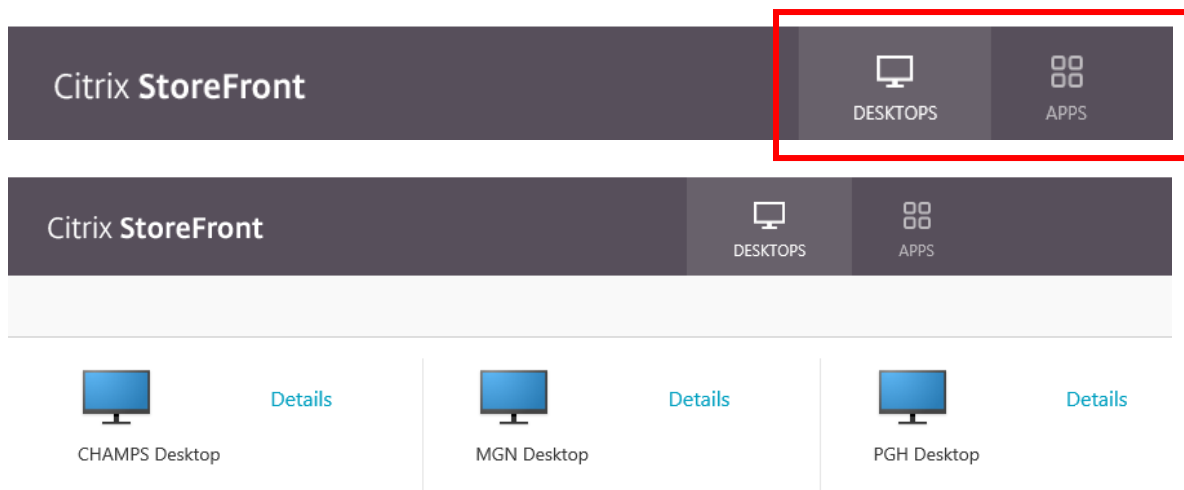 Citrix StoreFront
DESKTOPS
APPS
Citrix StoreFront
DESKTOPS
APPS
Details
Details
Details
CHAMPS Desktop
MGN Desktop
PGH Desktop